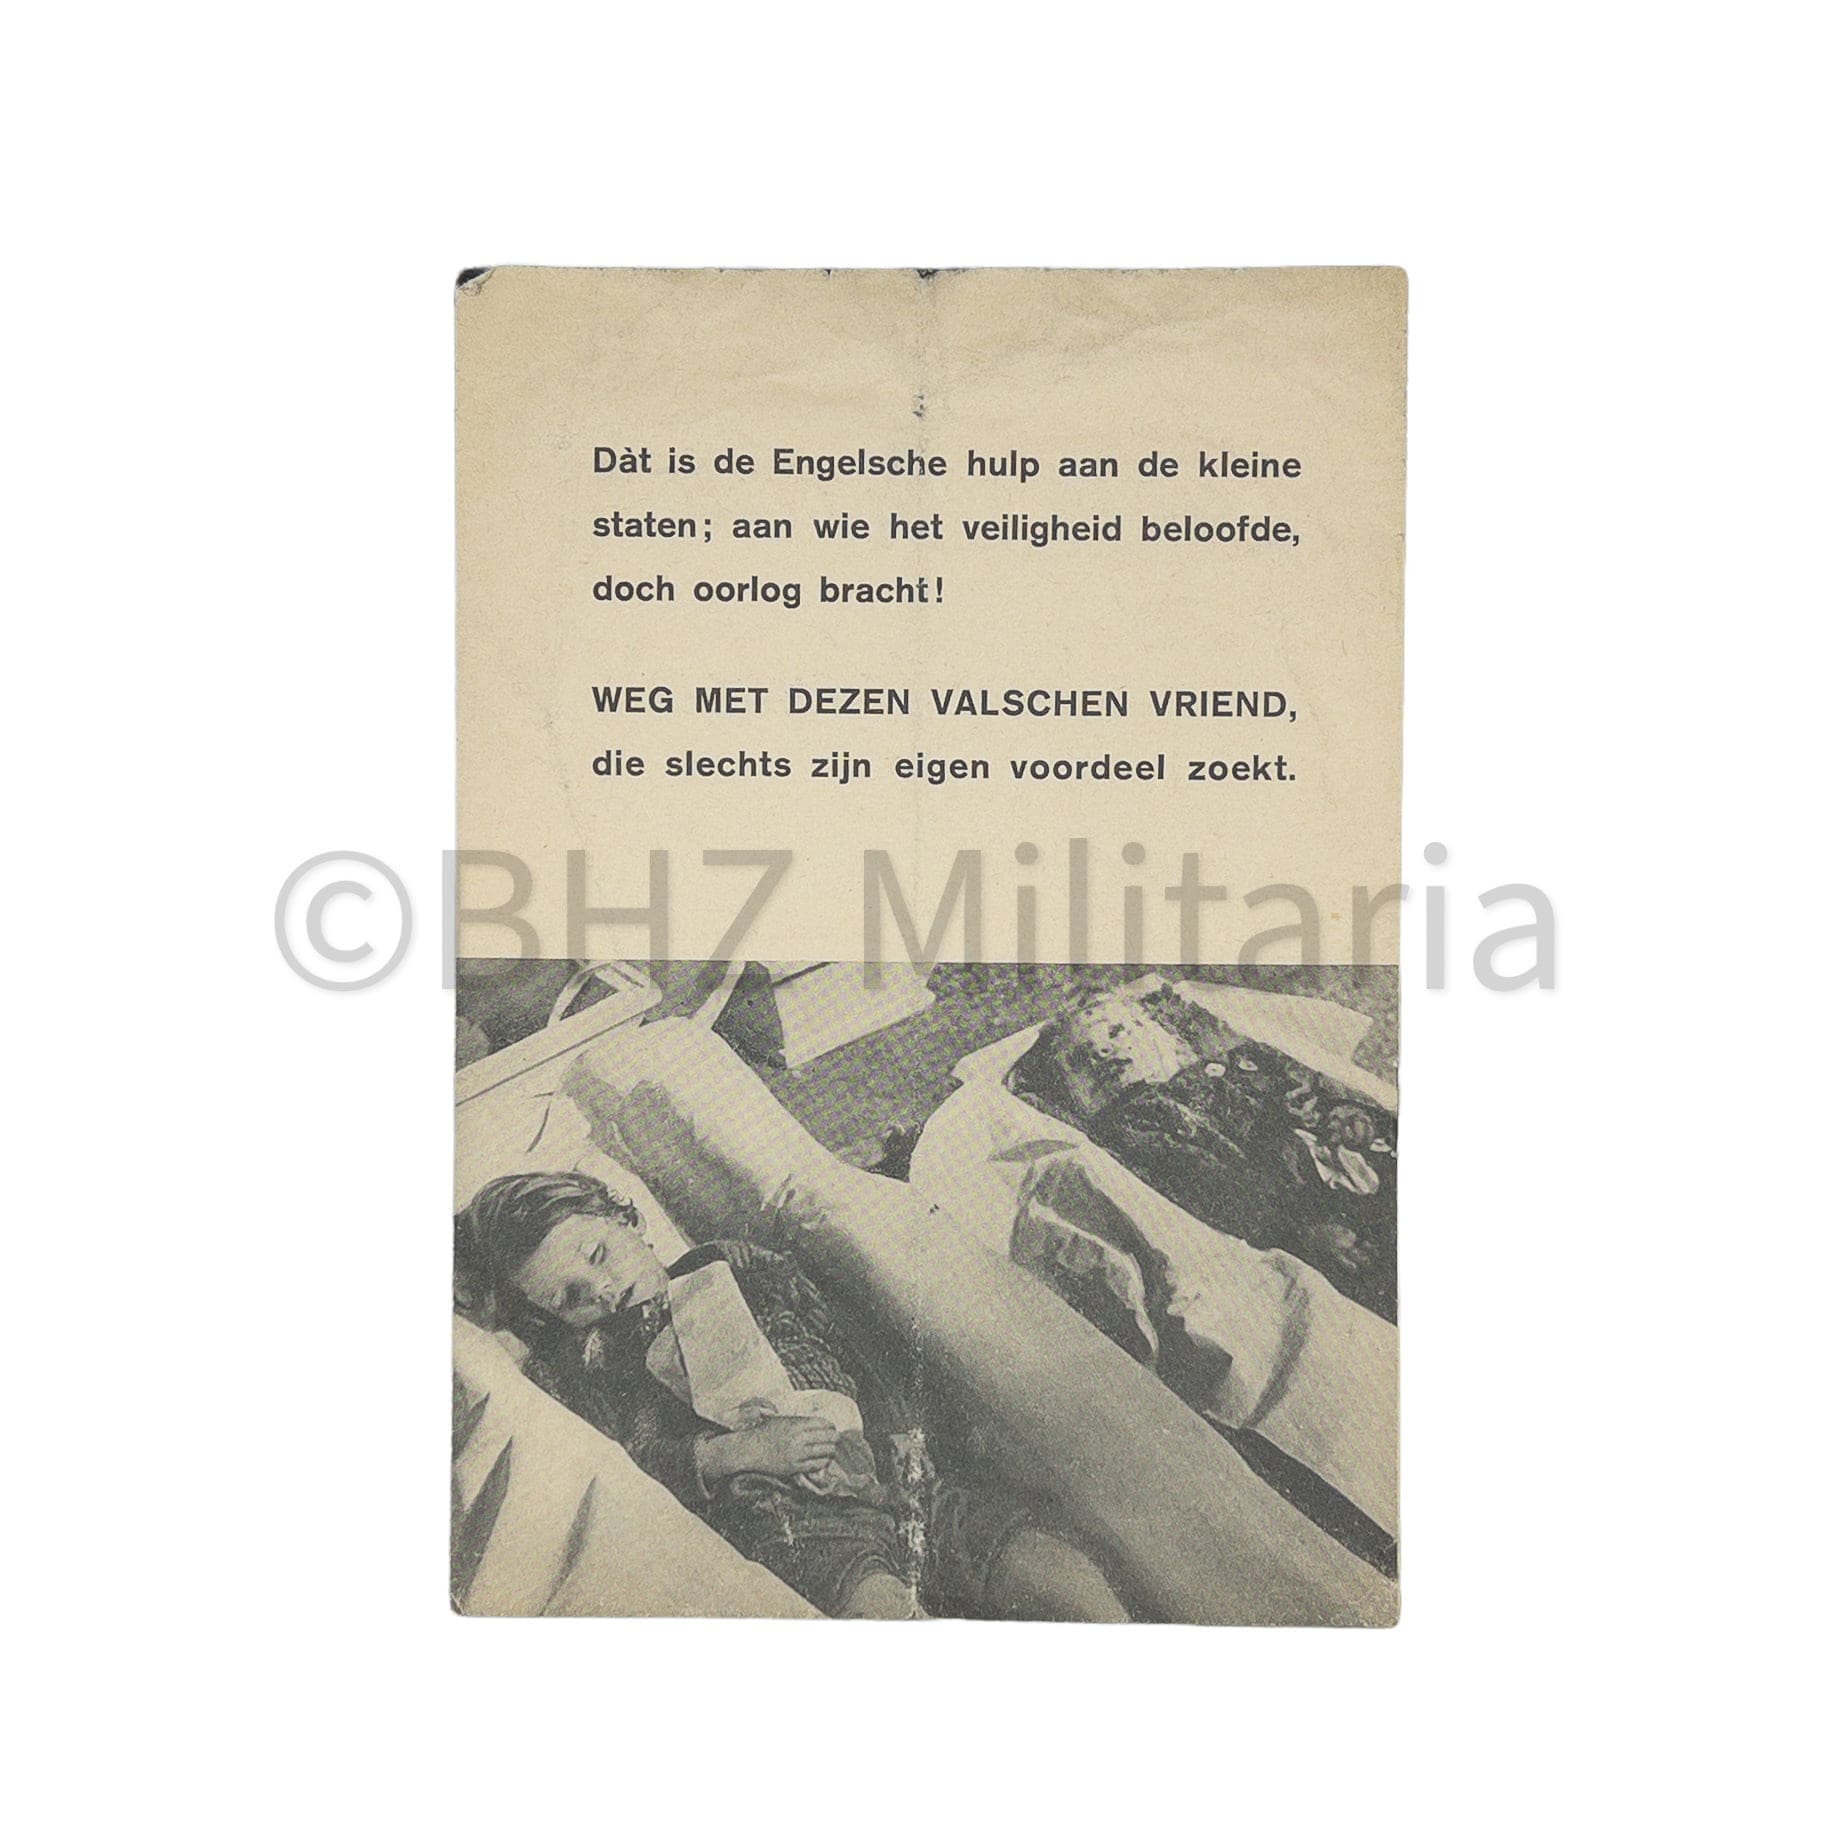 Dàt is de Engelsche hulp aan de kleine
staten; aan wie het veiligheid beloofde,
doch oorlog bracht!
WEG MET DEZEN VALSCHEN VRIEND,
die slechts zijn eigen voordeel zoekt.
©BHZ Militaria